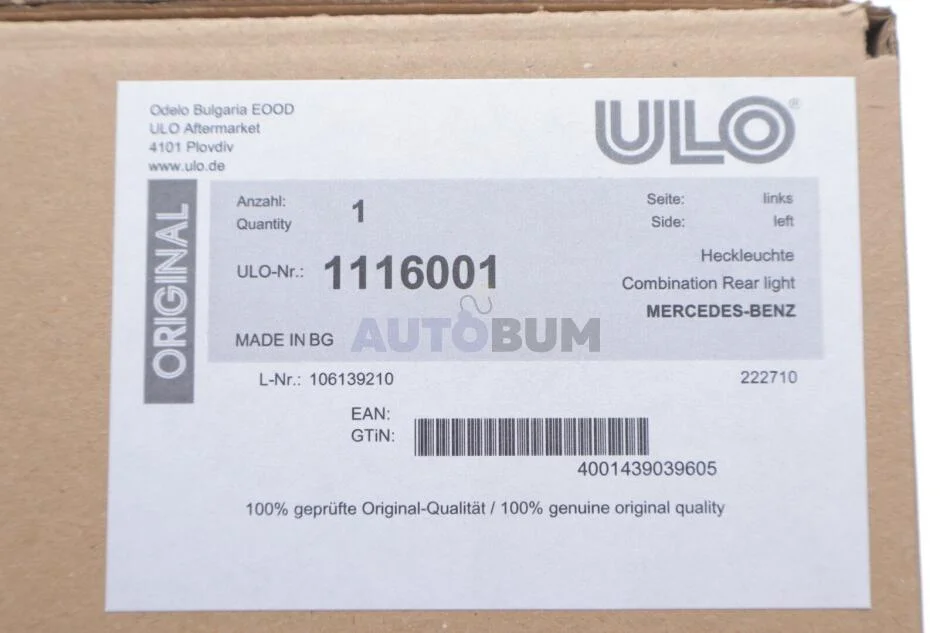 Odelo Bulgaria EOOD
ULO Aftermarket
4101 Plovdiv
www.ulo.de
ULO®
ORIGINAL
Anzahl: 1
Quantity
Seite: links
Side: left
ULO-Nr.: 1116001
Heckleuchte
Combination Rear light
MERCEDES-BENZ
MADE IN BG
AUTOBUM
L-Nr.: 106139210
222710
EAN:
GTiN:
4001439039605
100% geprüfte Original-Qualität / 100% genuine original quality